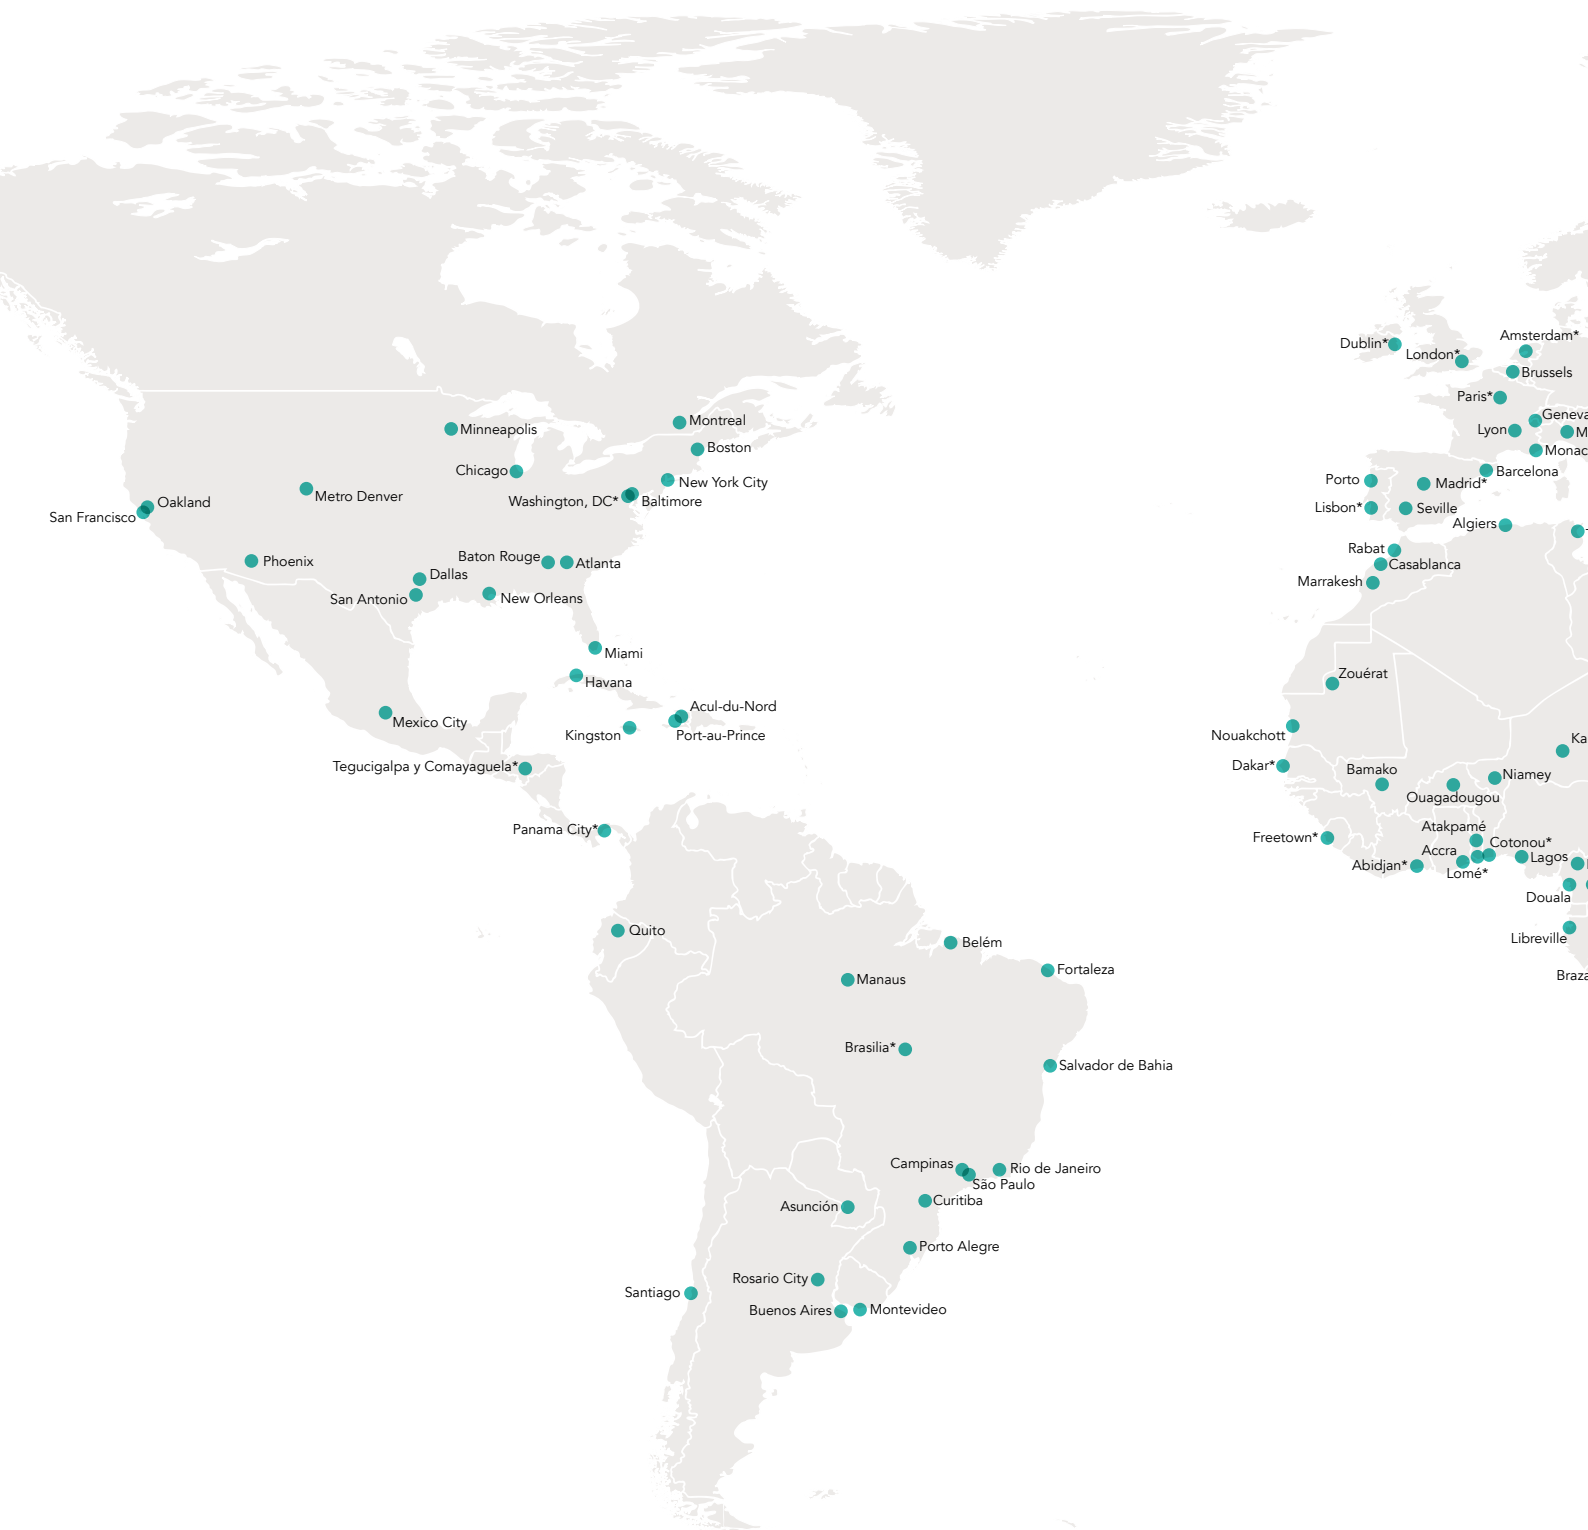 Amsterdam*
Dublin*
London*
Brussels
Paris*
Geneva
Montreal
Minneapolis
Lyon
M
Boston
Monac
Chicago
Barcelona
Porto
Madrid*
New York City
Metro Denver
Washington, DC*
Baltimore
Oakland
San Francisco
Lisbon*
Seville
Algiers
Rabat
Baton Rouge
Atlanta
Phoenix
Casablanca
Dallas
Marrakesh
San Antonio
New Orleans
Miami
Zouérat
Havana
Acul-du-Nord
Mexico City
Kingston
Port-au-Prince
Nouakchott
Ka
Tegucigalpa y Comayaguela*
Dakar*
Bamako
Niamey
Ouagadougou
Panama City*
Atakpamé
Freetown*
Cotonou*
Accra
Lagos
Abidjan*
Lomé*
Douala
Quito
Belém
Libreville
Fortaleza
Manaus
Braza
Brasilia*
Salvador de Bahia
Campinas
Rio de Janeiro
São Paulo
Curitiba
Asunción
Porto Alegre
Rosario City
Santiago
Buenos Aires
Montevideo